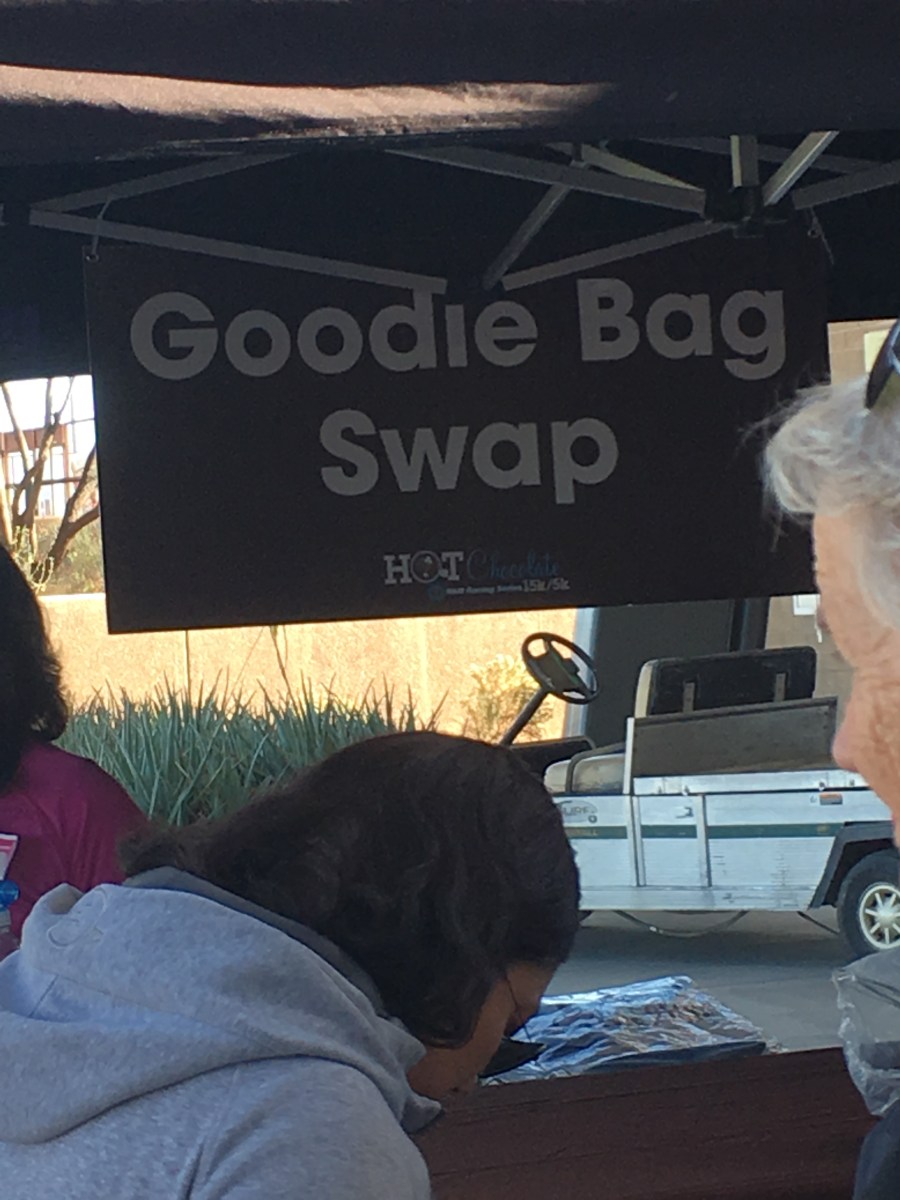 Goodie Bag
Swap
HOT Chocolate
15k/5k